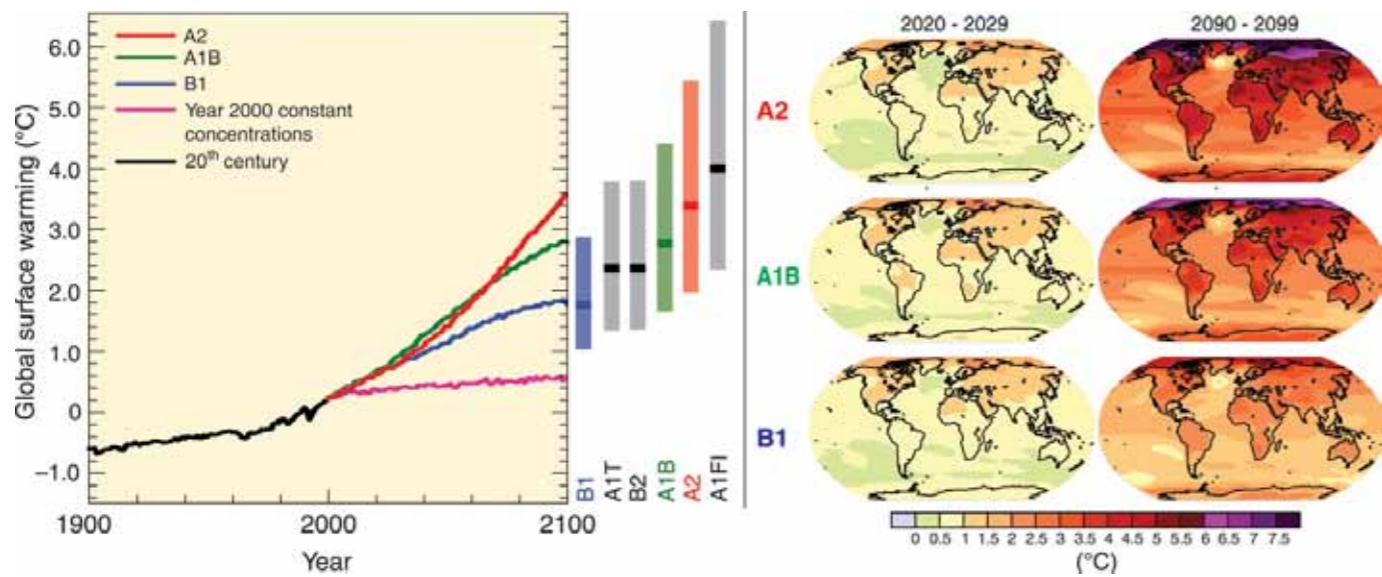 6.0
5.0
4.0
3.0
2.0
1.0
0
–1.0
Global surface warming (°C)
A2
A1B
B1
Year 2000 constant
concentrations
20th century
1900
2000
2100
Year
B1
A1T
B2
A1B
A2
A1FI
2020 - 2029
2090 - 2099
A2
A1B
B1
0 0.5 1 1.5 2 2.5 3 3.5 4 4.5 5 5.5 6 6.5 7 7.5
(°C)